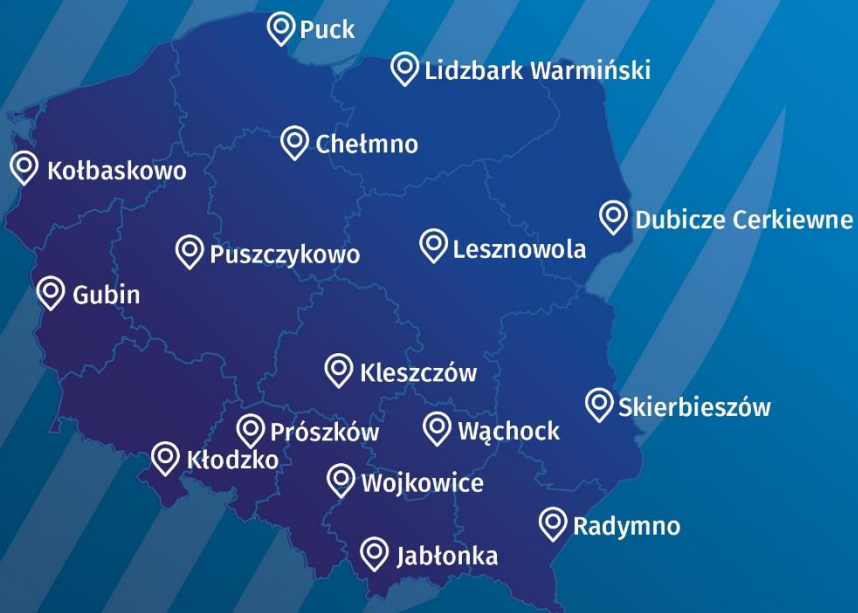 Puck
Lidzbark Warmiński
Chełmno
Kołbaskowo
Dubicze Cerkiewne
Puszczykowo
Lesznowola
Gubin
Kleszczów
Skierbieszów
Prószków
Wąchock
Kłodzko
Wojkowice
Radymno
Jabłonka